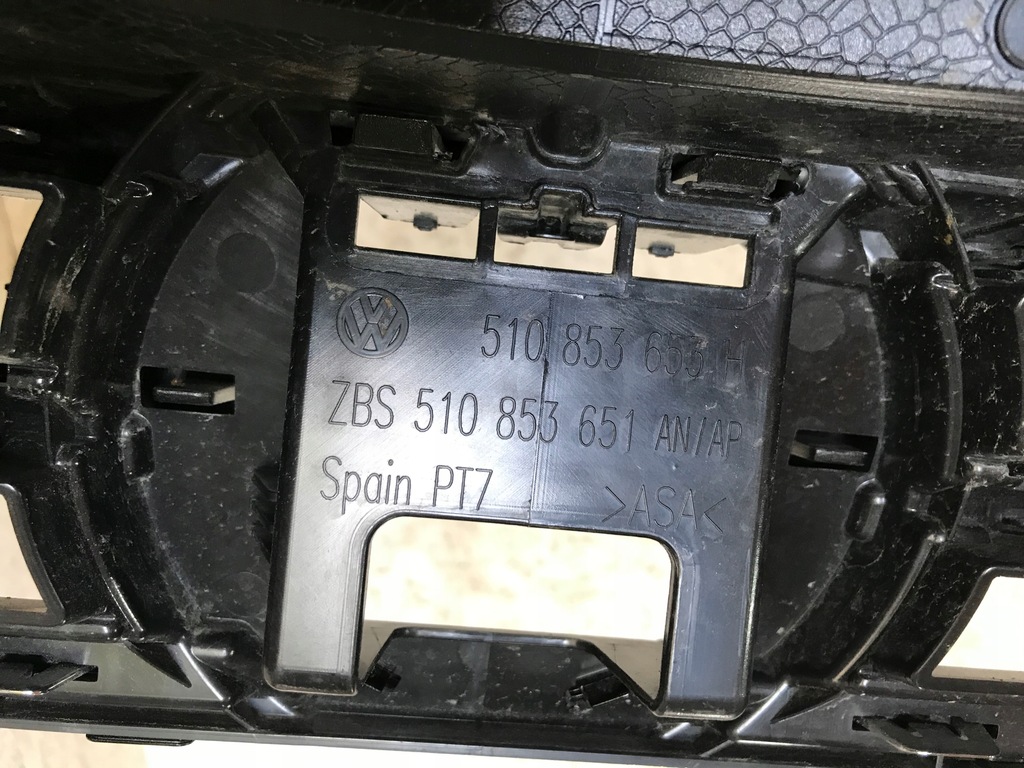 510 853 653 H
ZBS 510 853 651 AN/AP
Spain PT7 >ASA<